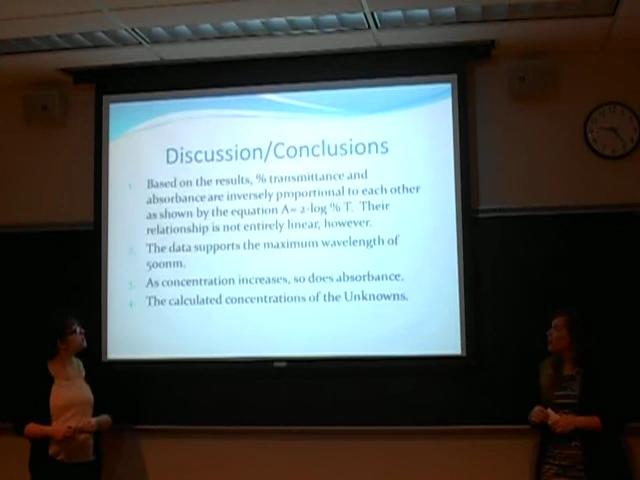 Discussion/Conclusions
1. Based on the results, % transmittance and
absorbance are inversely proportional to each other
as shown by the equation A= 2-log % T. Their
relationship is not entirely linear, however.
2. The data supports the maximum wavelength of
500nm.
3. As concentration increases, so does absorbance.
4. The calculated concentrations of the Unknowns.